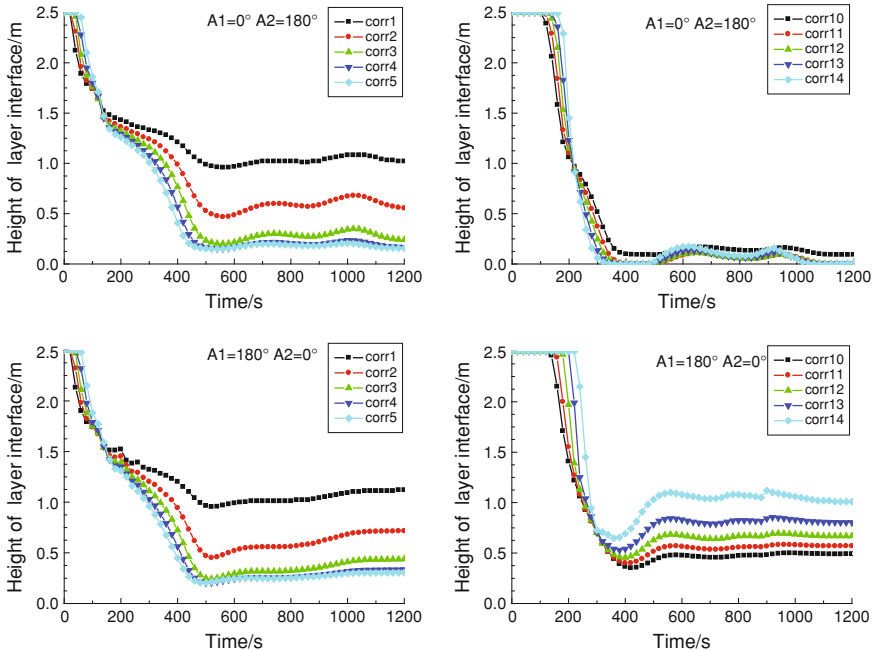 A1=0° A2=180°
corr1
corr2
corr3
corr4
corr5
2.5
2.0
1.5
1.0
0.5
0.0
Height of layer interface/m
0 200 400 600 800 1000 1200
Time/s
A1=0° A2=180°
corr10
corr11
corr12
corr13
corr14
2.5
2.0
1.5
1.0
0.5
0.0
Height of layer interface/m
0 200 400 600 800 1000 1200
Time/s
A1=180° A2=0°
corr1
corr2
corr3
corr4
corr5
2.5
2.0
1.5
1.0
0.5
0.0
Height of layer interface/m
0 200 400 600 800 1000 1200
Time/s
A1=180° A2=0°
corr10
corr11
corr12
corr13
corr14
2.5
2.0
1.5
1.0
0.5
0.0
Height of layer interface/m
0 200 400 600 800 1000 1200
Time/s